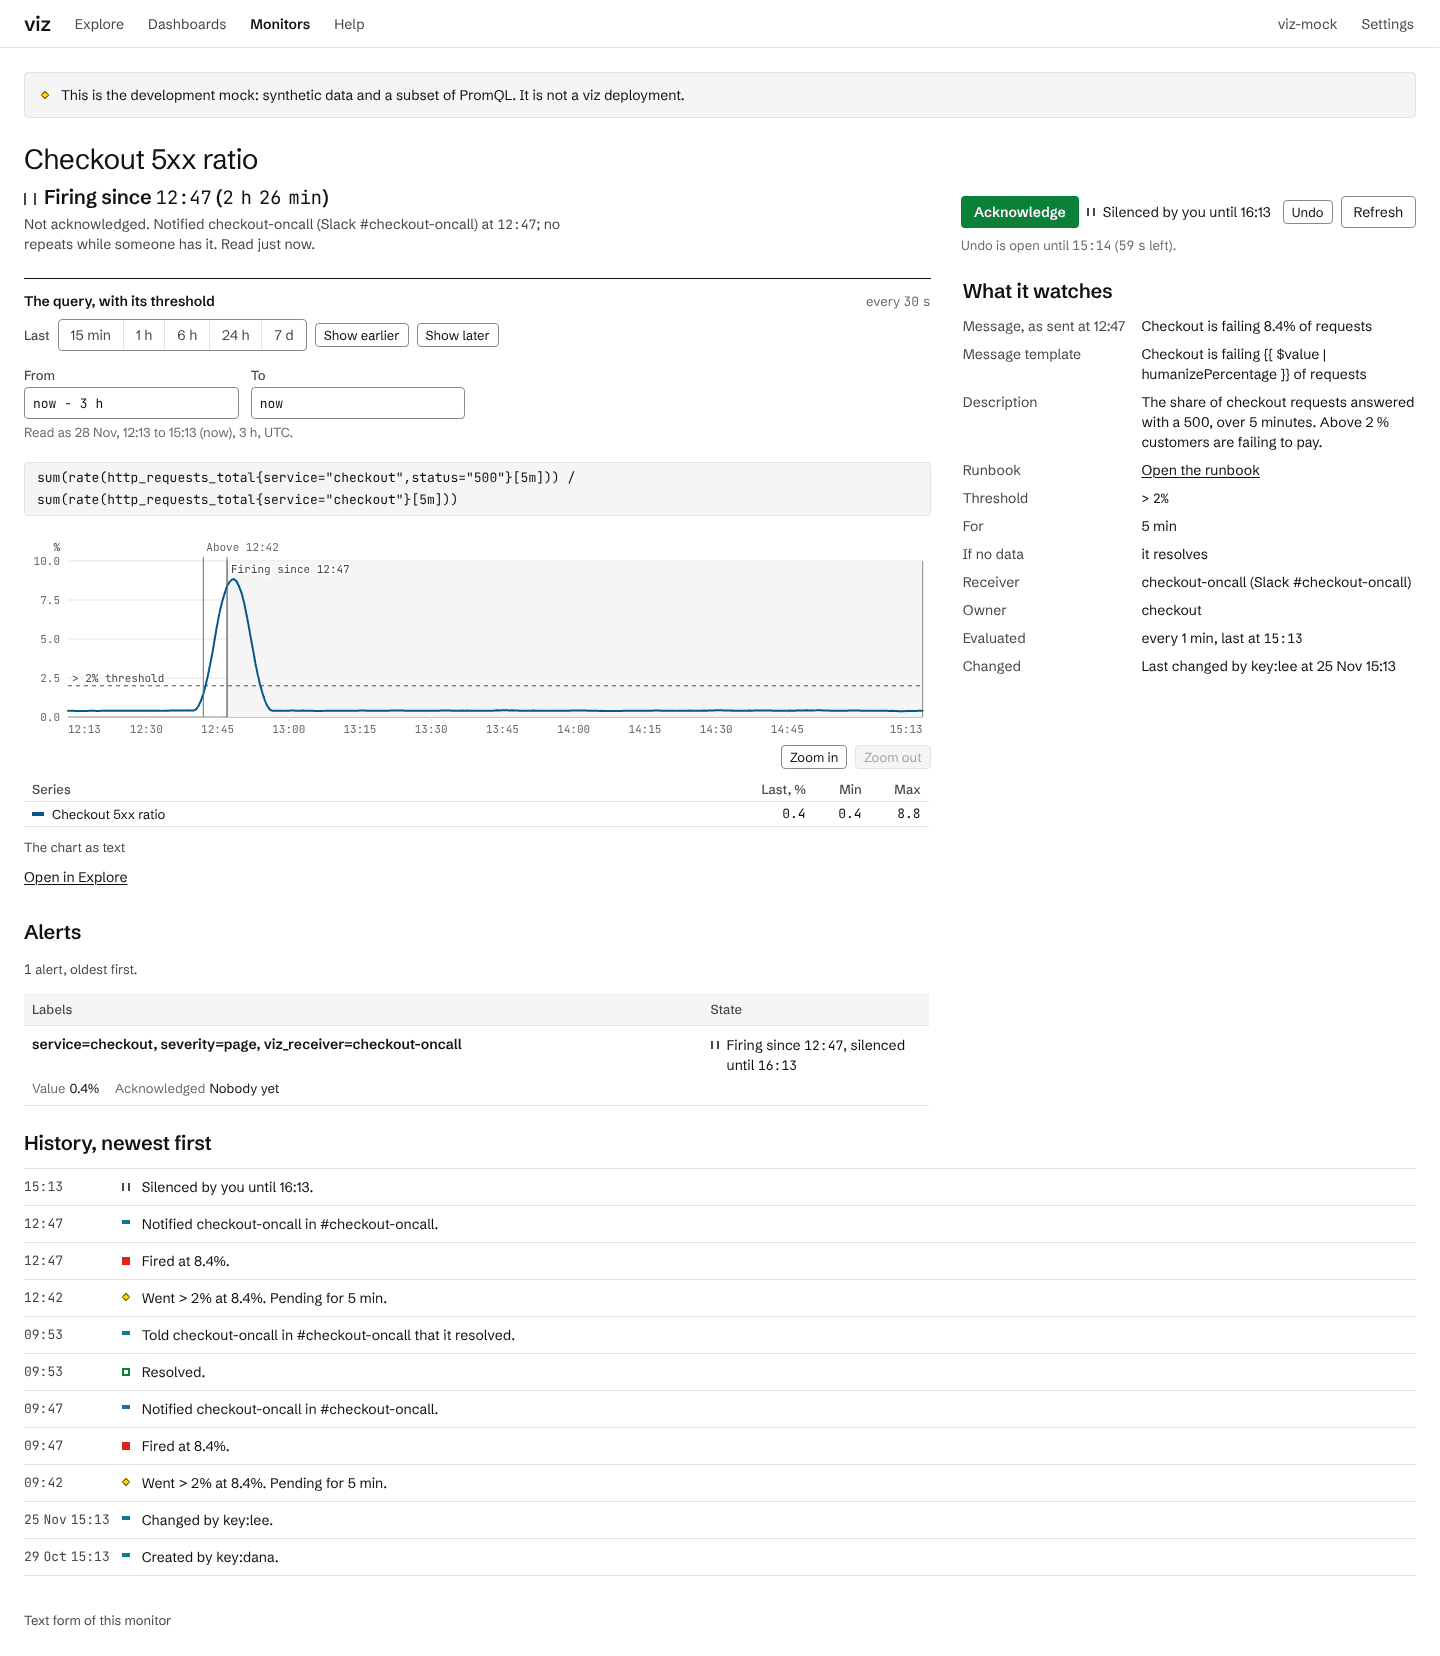 viz Explore Dashboards Monitors Help viz-mock Settings
This is the development mock: synthetic data and a subset of PromQL. It is not a viz deployment.
Checkout 5xx ratio
Firing since 12:47 (2 h 26 min)
Not acknowledged. Notified checkout-oncall (Slack #checkout-oncall) at 12:47; no
repeats while someone has it. Read just now.
Acknowledge Silenced by you until 16:13 Undo Refresh
Undo is open until 15:14 (59 s left).
The query, with its threshold every 30 s
Last 15 min 1 h 6 h 24 h 7 d Show earlier Show later
From To
now - 3 h now
Read as 28 Nov, 12:13 to 15:13 (now), 3 h, UTC.
sum(rate(http_requests_total{service="checkout",status="500"}[5m])) /
sum(rate(http_requests_total{service="checkout"}[5m]))
% Above 12:42
10.0 Firing since 12:47
7.5
5.0
2.5 > 2% threshold
0.0
12:13 12:30 12:45 13:00 13:15 13:30 13:45 14:00 14:15 14:30 14:45 15:13
Zoom in Zoom out
Series Last, % Min Max
Checkout 5xx ratio 0.4 0.4 8.8
The chart as text
Open in Explore
What it watches
Message, as sent at 12:47 Checkout is failing 8.4% of requests
Message template Checkout is failing {{ $value |
humanizePercentage }} of requests
Description The share of checkout requests answered
with a 500, over 5 minutes. Above 2 %
customers are failing to pay.
Runbook Open the runbook
Threshold > 2%
For 5 min
If no data it resolves
Receiver checkout-oncall (Slack #checkout-oncall)
Owner checkout
Evaluated every 1 min, last at 15:13
Changed Last changed by key:lee at 25 Nov 15:13
Alerts
1 alert, oldest first.
Labels State
service=checkout, severity=page, viz_receiver=checkout-oncall Firing since 12:47, silenced
until 16:13
Value 0.4% Acknowledged Nobody yet
History, newest first
15:13 Silenced by you until 16:13.
12:47 Notified checkout-oncall in #checkout-oncall.
12:47 Fired at 8.4%.
12:42 Went > 2% at 8.4%. Pending for 5 min.
09:53 Told checkout-oncall in #checkout-oncall that it resolved.
09:53 Resolved.
09:47 Notified checkout-oncall in #checkout-oncall.
09:47 Fired at 8.4%.
09:42 Went > 2% at 8.4%. Pending for 5 min.
25 Nov 15:13 Changed by key:lee.
29 Oct 15:13 Created by key:dana.
Text form of this monitor